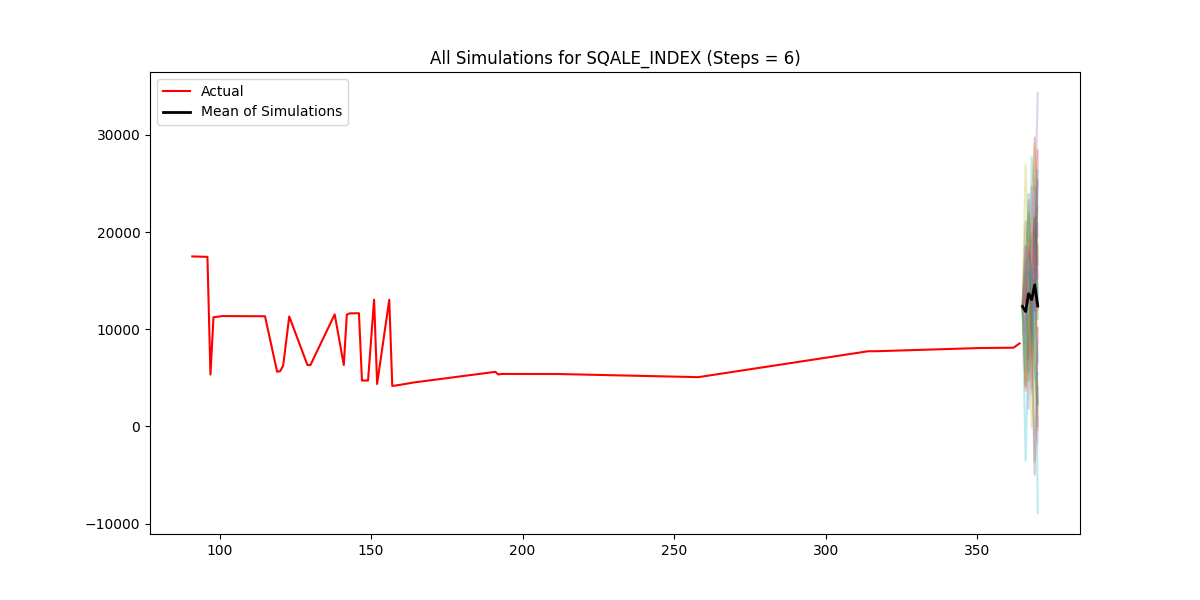 All Simulations for SQALE_INDEX (Steps = 6)
Actual
Mean of Simulations
30000
20000
10000
0
−10000
100 150 200 250 300 350